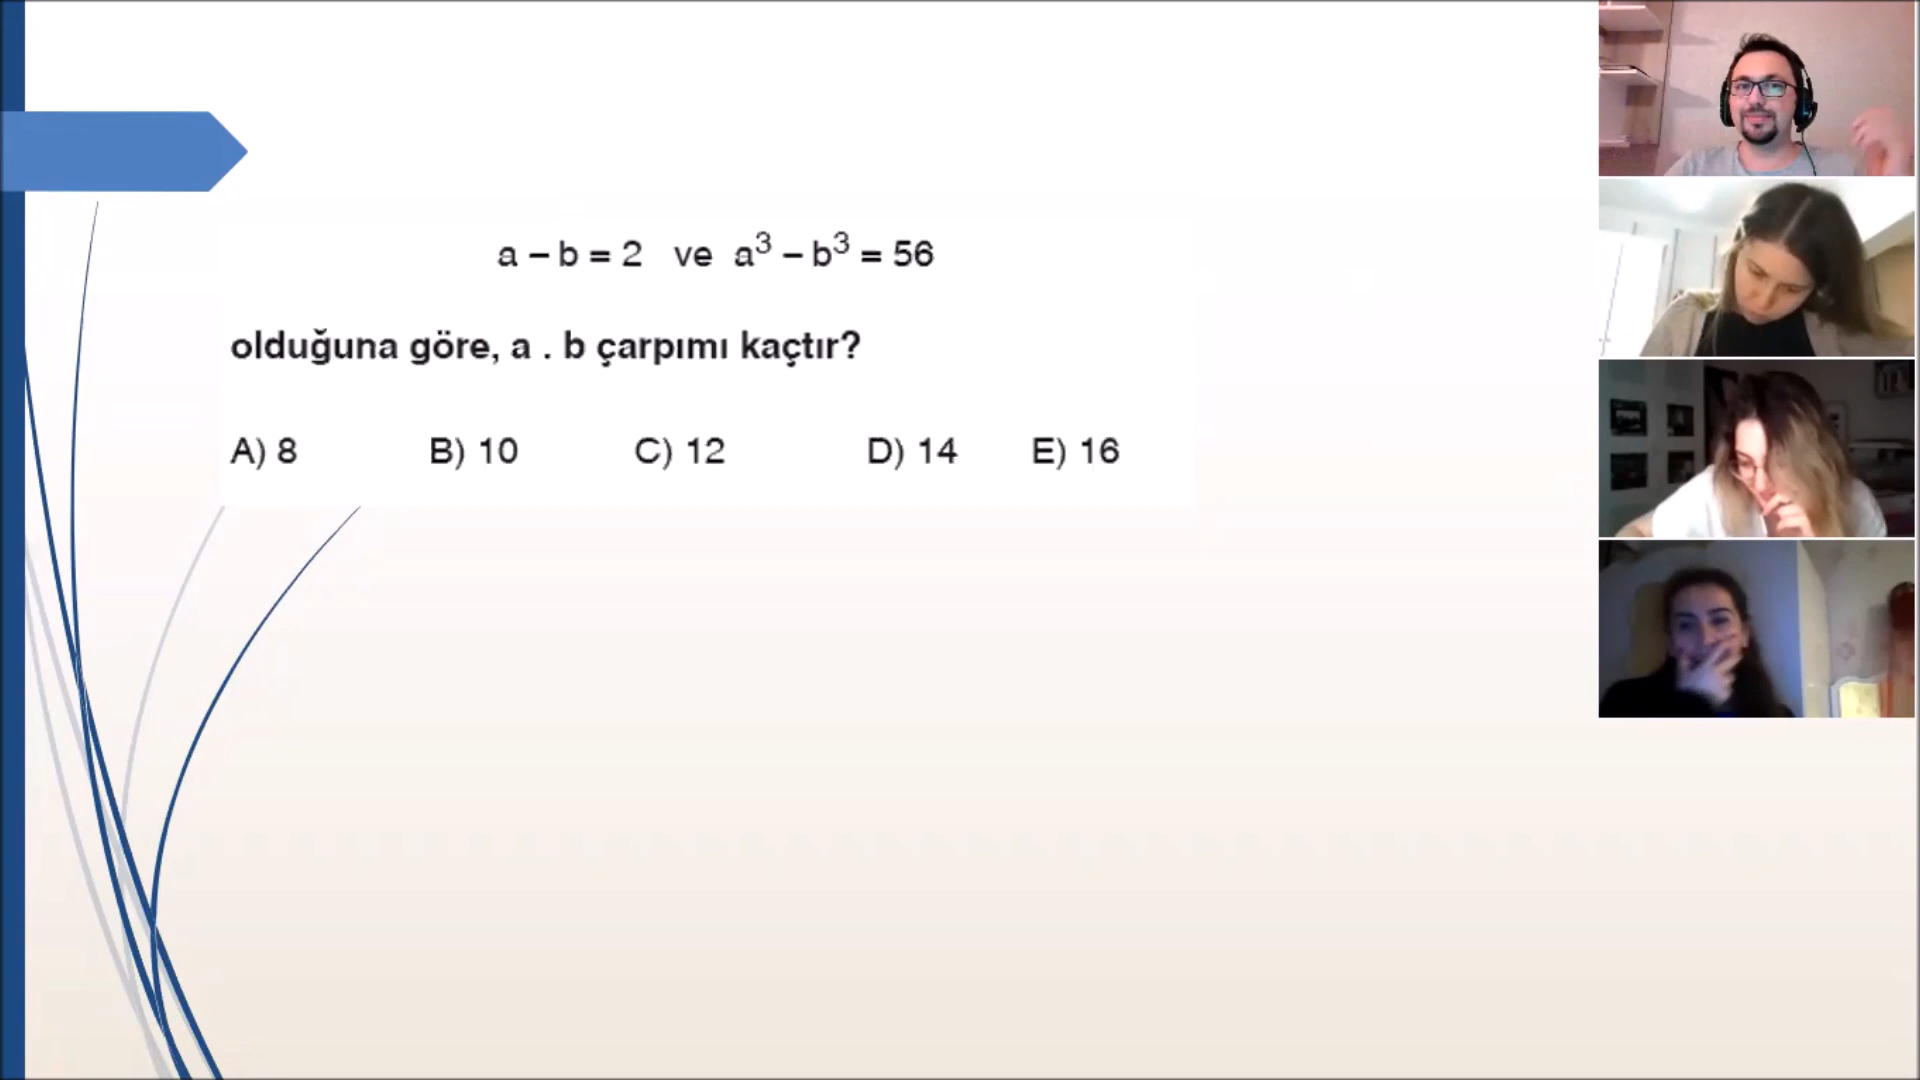 a – b = 2 ve a³ – b³ = 56
olduğuna göre, a . b çarpımı kaçtır?
A) 8 B) 10 C) 12 D) 14 E) 16